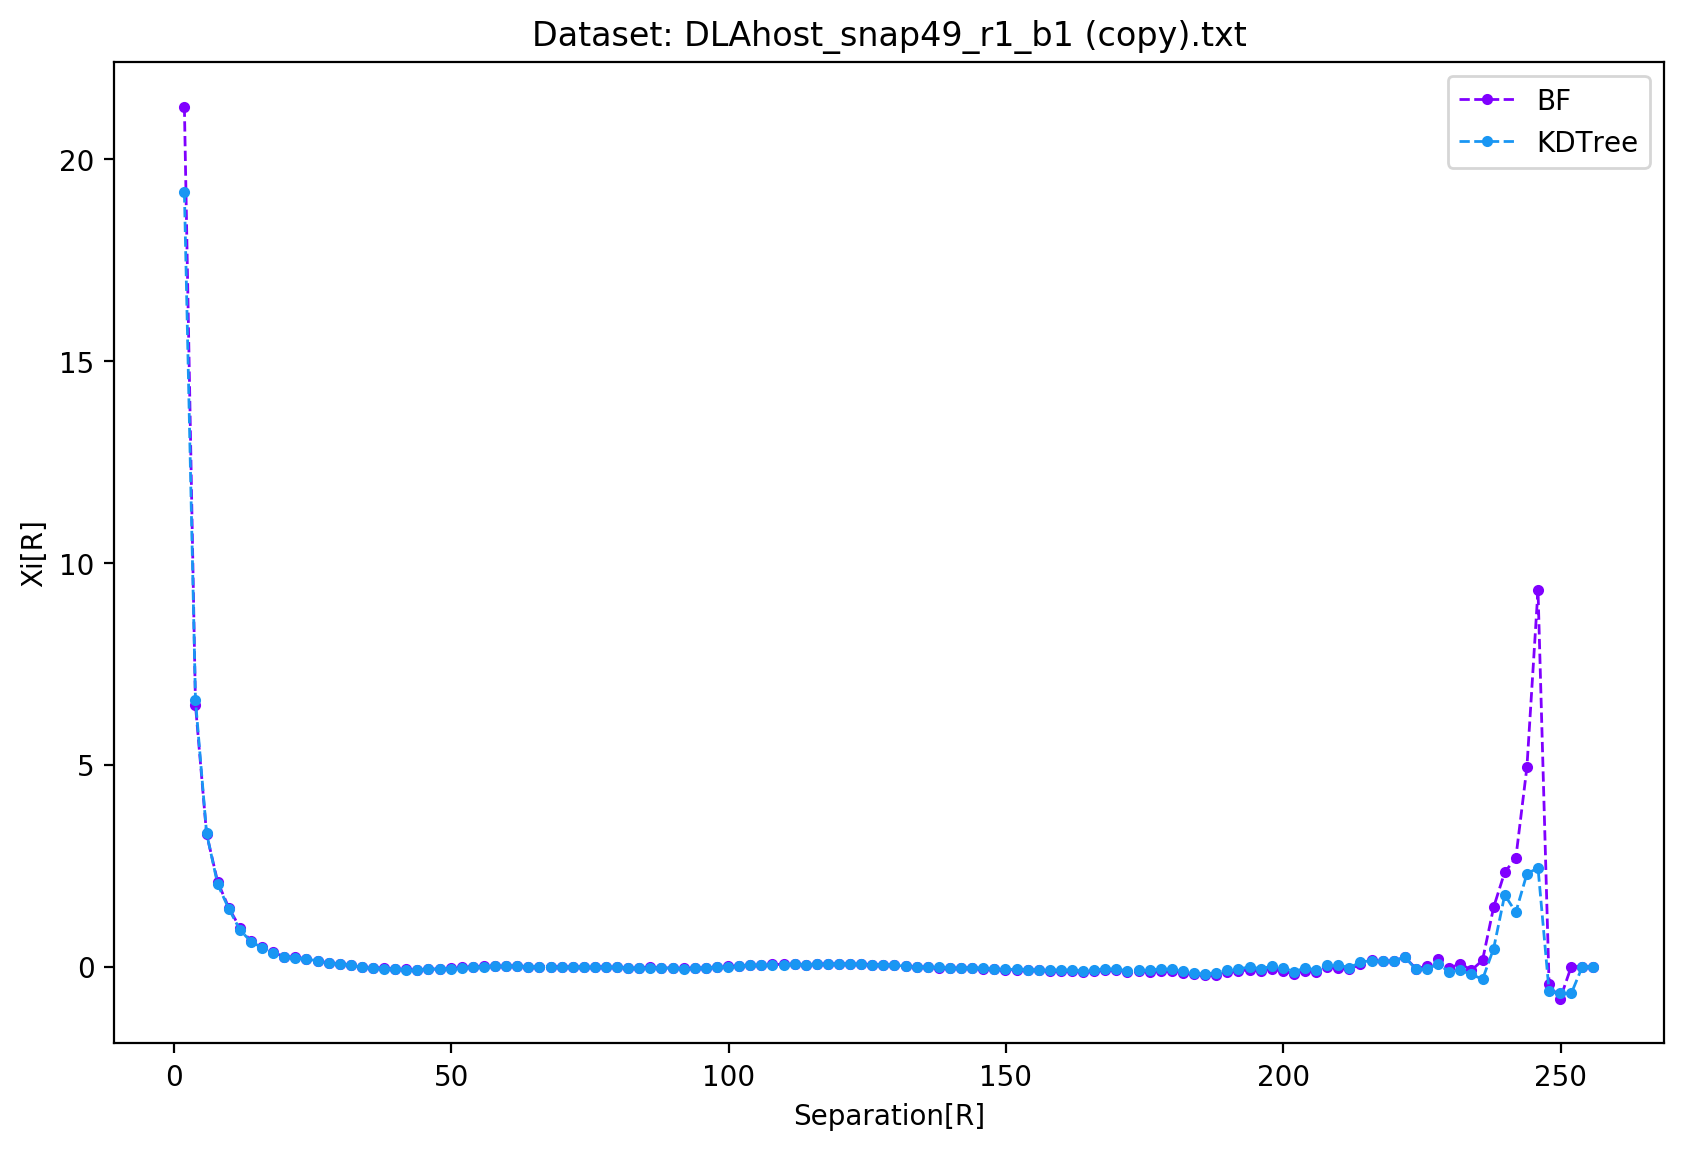 Dataset: DLAhost_snap49_r1_b1 (copy).txt
BF
KDTree
20
15
10
5
0
Xi[R]
0 50 100 150 200 250
Separation[R]